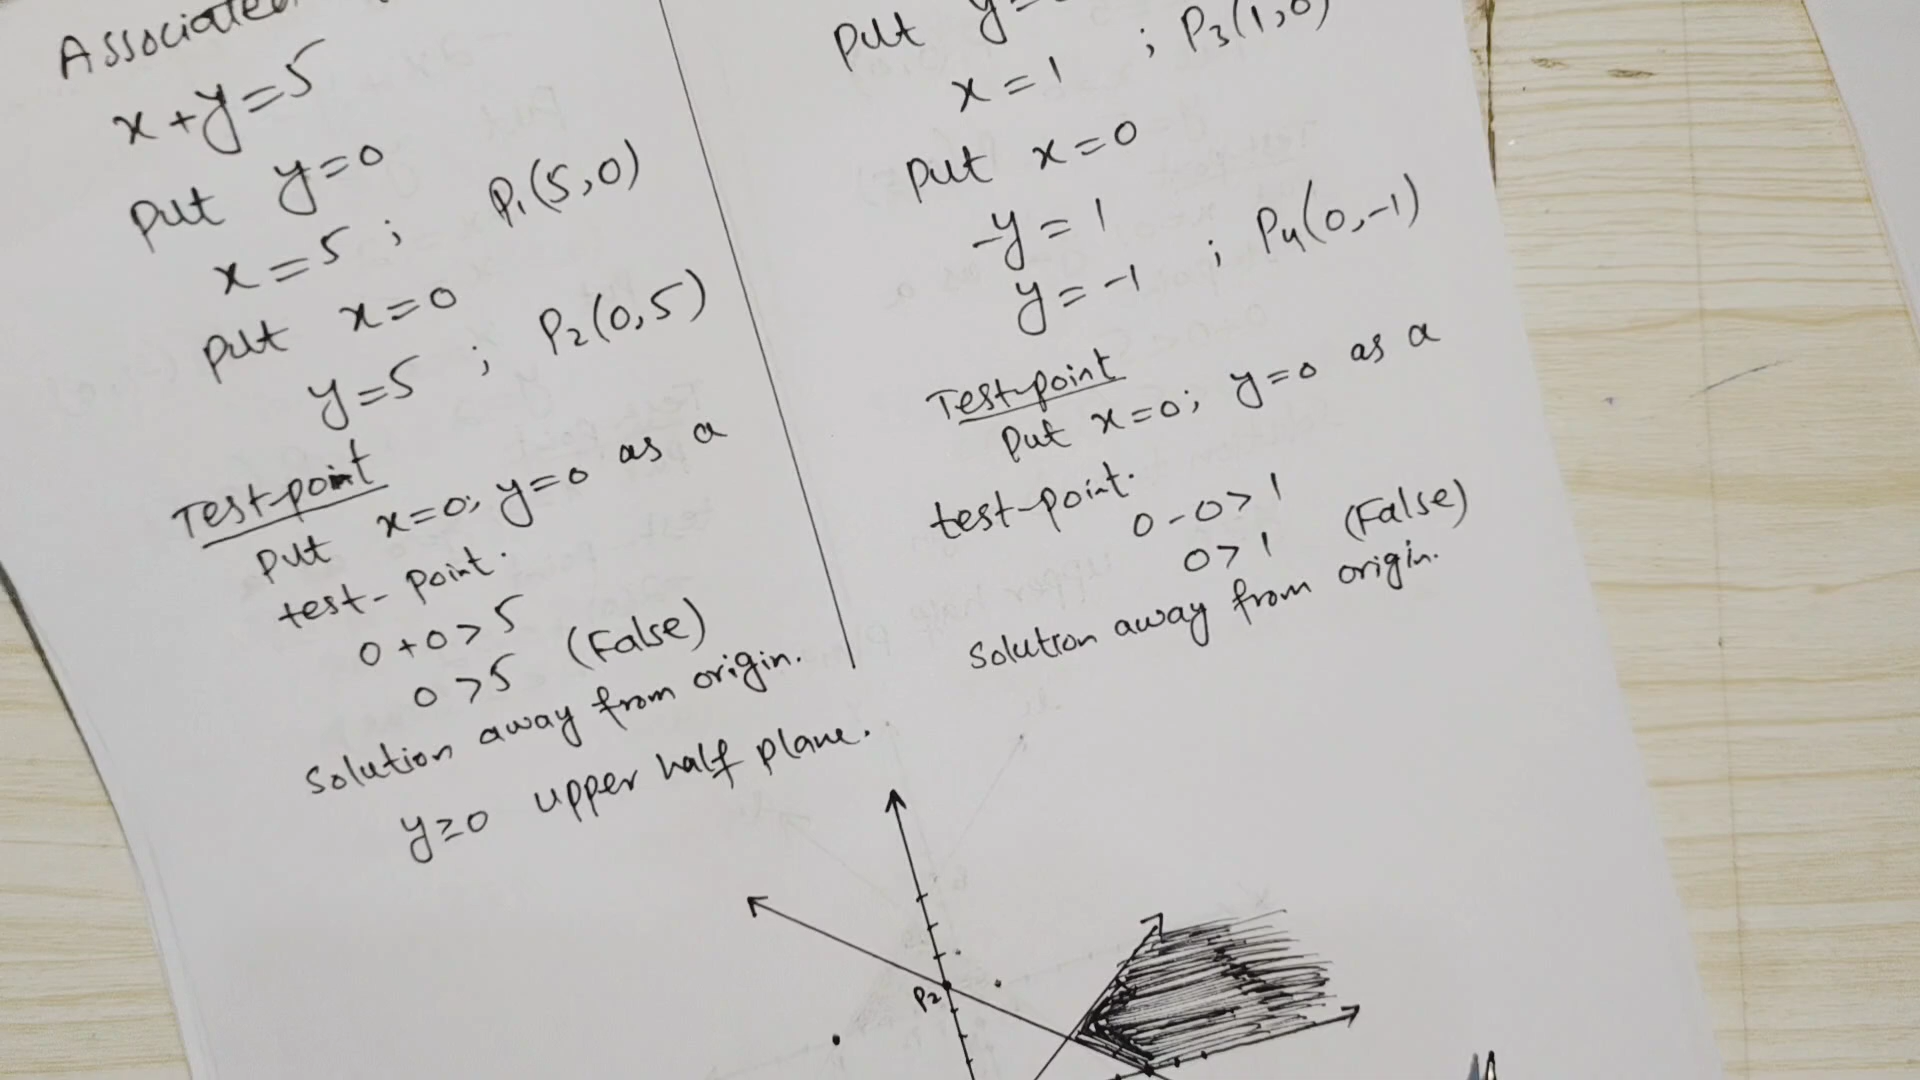 Associated
x+y=5
put y=0
x=5; P₁(5,0)
put x=0
y=5 ; P₂(0,5)
Test-point
put x=0; y=0 as a
test-point.
0+0>5
0>5 (False)
Solution away from origin.
y≥0 upper half plane.
put y=
x=1 ; P₃(1,0)
put x=0
-y=1
y=-1 ; P₄(0,-1)
Test-point
put x=0; y=0 as a
test-point.
0-0>1
0>1 (False)
Solution away from origin.
P₂